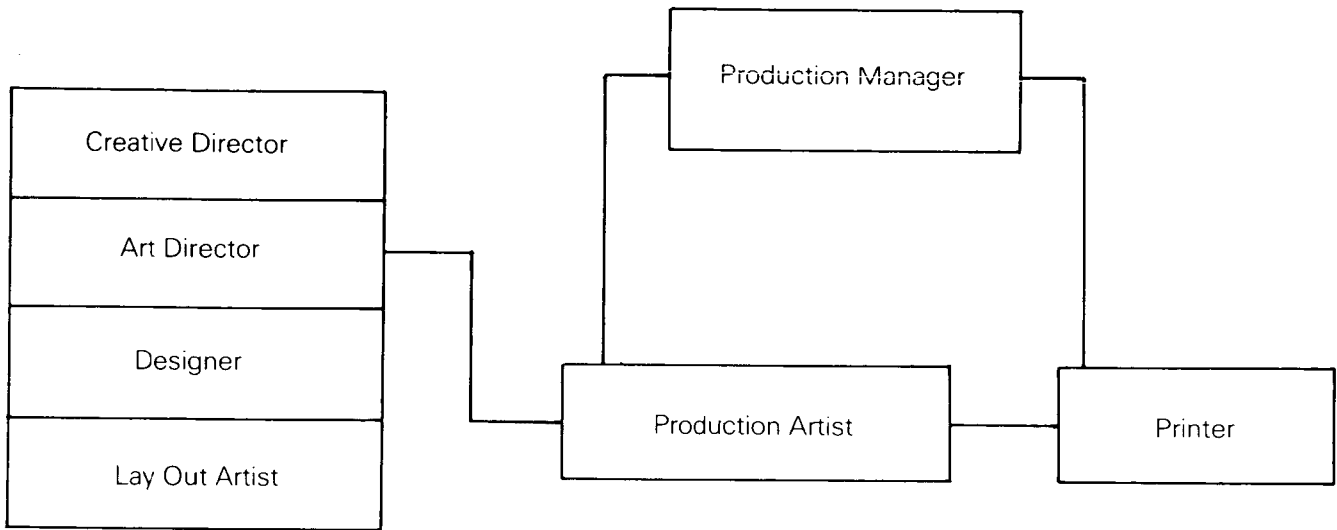 Creative Director
Art Director
Designer
Lay Out Artist
Production Manager
Production Artist
Printer